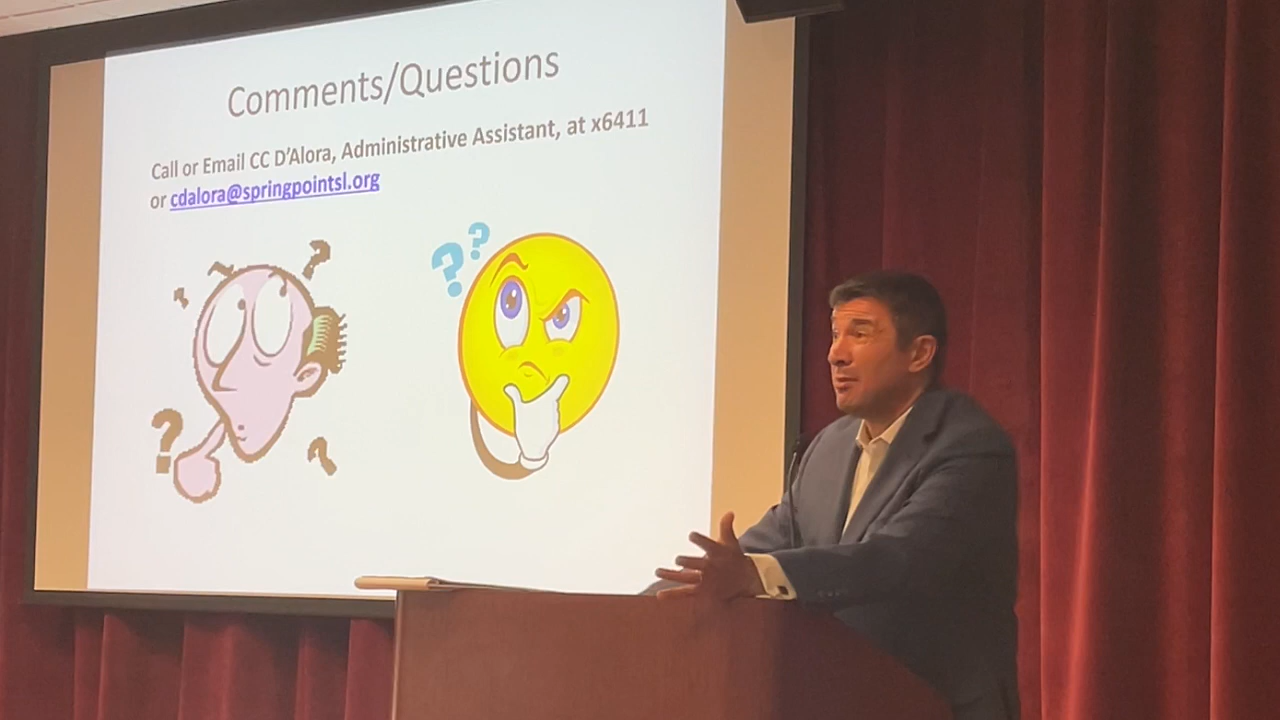 Comments/Questions
Call or Email CC D'Alora, Administrative Assistant, at x6411
or cdalora@springpointsl.org
? ?
?
?
? ?